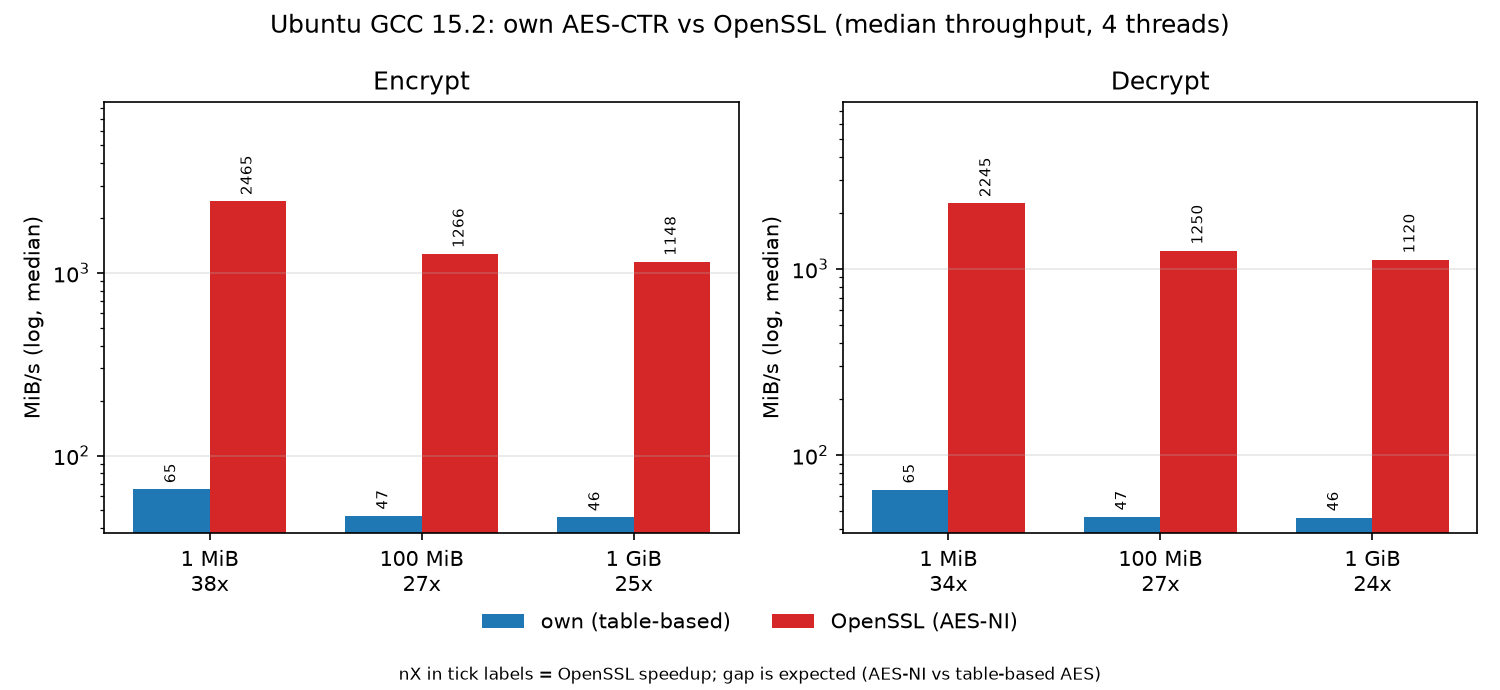 Ubuntu GCC 15.2: own AES-CTR vs OpenSSL (median throughput, 4 threads)
Encrypt
MiB/s (log, median)
10³
10²
65
2465
47
1266
46
1148
1 MiB
38x
100 MiB
27x
1 GiB
25x
Decrypt
MiB/s (log, median)
10³
10²
65
2245
47
1250
46
1120
1 MiB
34x
100 MiB
27x
1 GiB
24x
own (table-based)
OpenSSL (AES-NI)
nX in tick labels = OpenSSL speedup; gap is expected (AES-NI vs table-based AES)